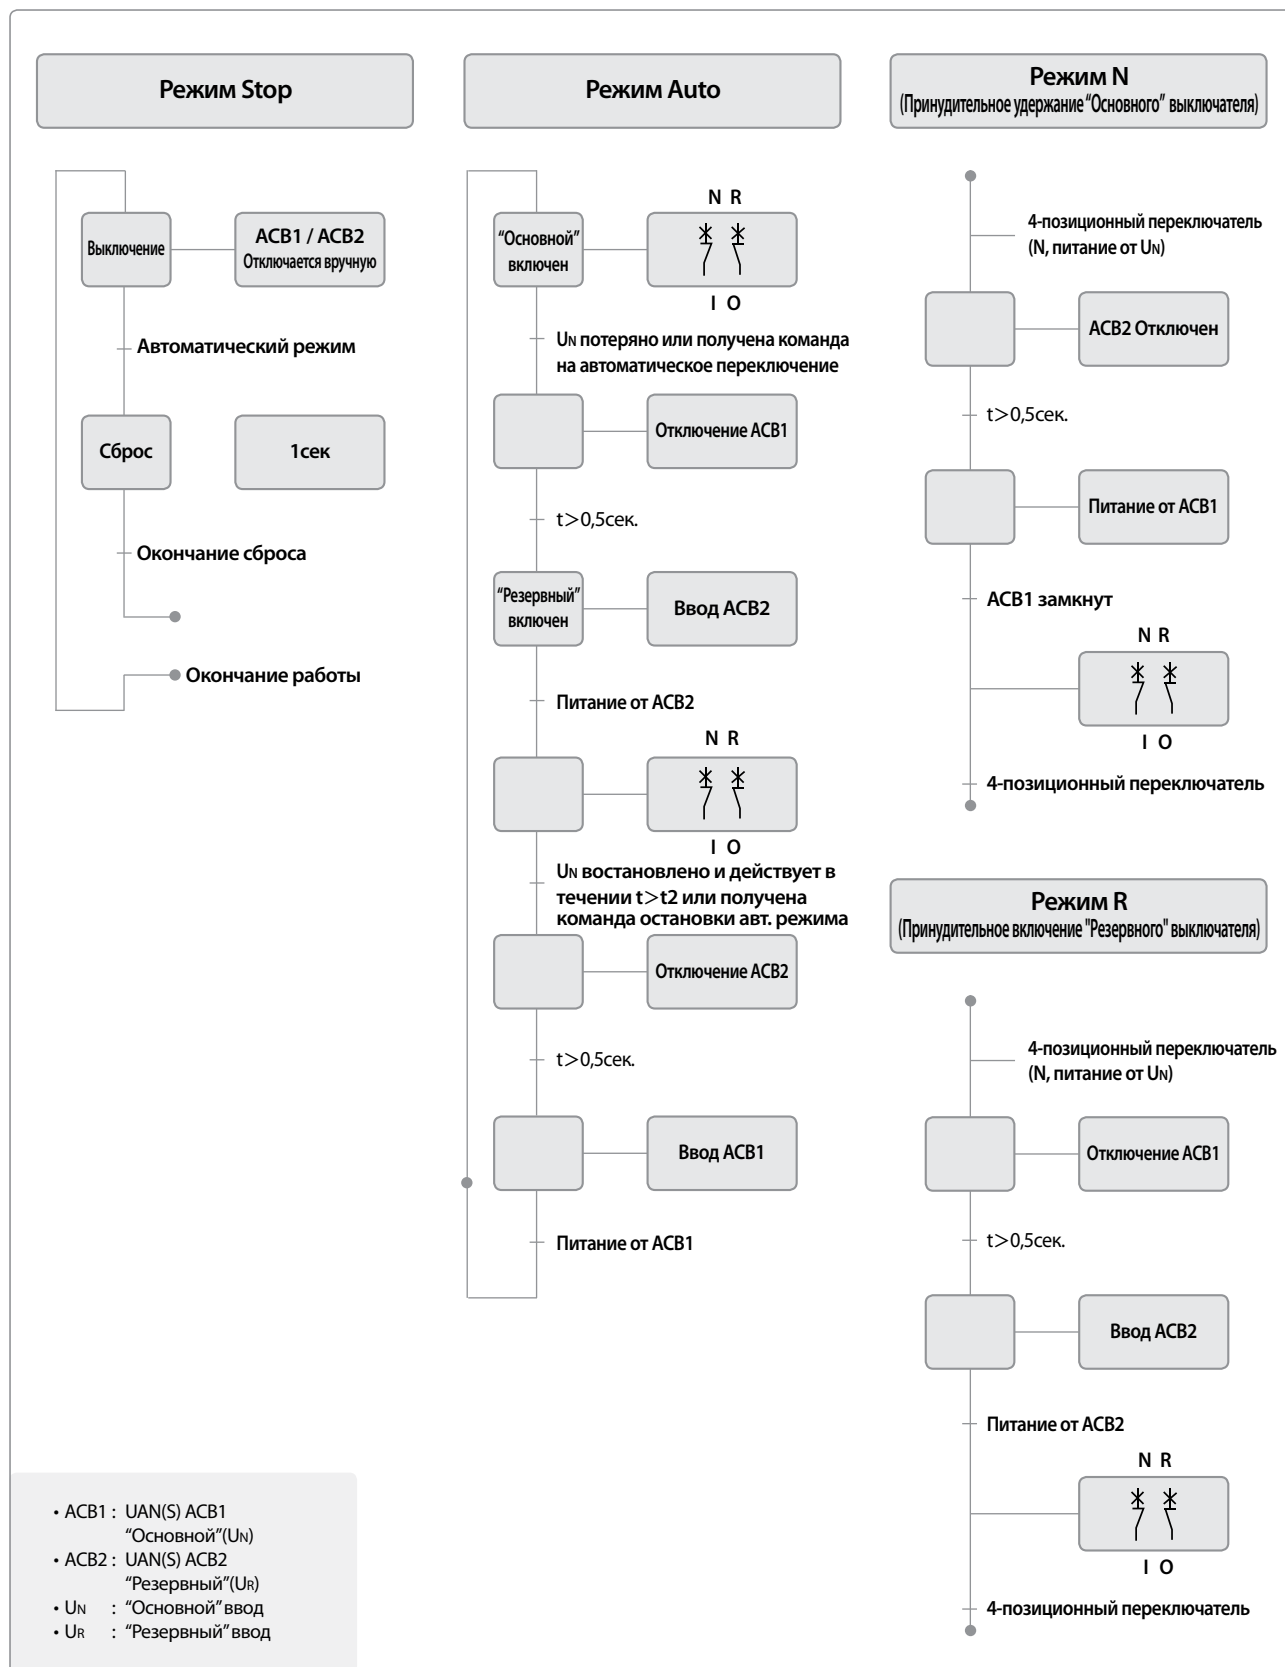 Режим Stop
Выключение
ACB1 / ACB2
Отключается вручную
Автоматический режим
Сброс
1сек
Окончание сброса
Окончание работы
Режим Auto
N R
“Основной”
включен
I O
UN потеряно или получена команда
на автоматическое переключение
Отключение ACB1
t>0,5сек.
“Резервный”
включен
Ввод ACB2
Питание от ACB2
N R
I O
UN востановлено и действует в
течении t>t2 или получена
команда остановки авт. режима
Отключение ACB2
t>0,5сек.
Ввод ACB1
Питание от ACB1
Режим N
(Принудительное удержание “Основного” выключателя)
4-позиционный переключатель
(N, питание от UN)
ACB2 Отключен
t>0,5сек.
Питание от ACB1
ACB1 замкнут
N R
I O
4-позиционный переключатель
Режим R
(Принудительное включение "Резервного" выключателя)
4-позиционный переключатель
(N, питание от UN)
Отключение ACB1
t>0,5сек.
Ввод ACB2
Питание от ACB2
N R
I O
4-позиционный переключатель
• ACB1 : UAN(S) ACB1
“Основной”(UN)
• ACB2 : UAN(S) ACB2
“Резервный”(UR)
• UN : “Основной” ввод
• UR : “Резервный” ввод